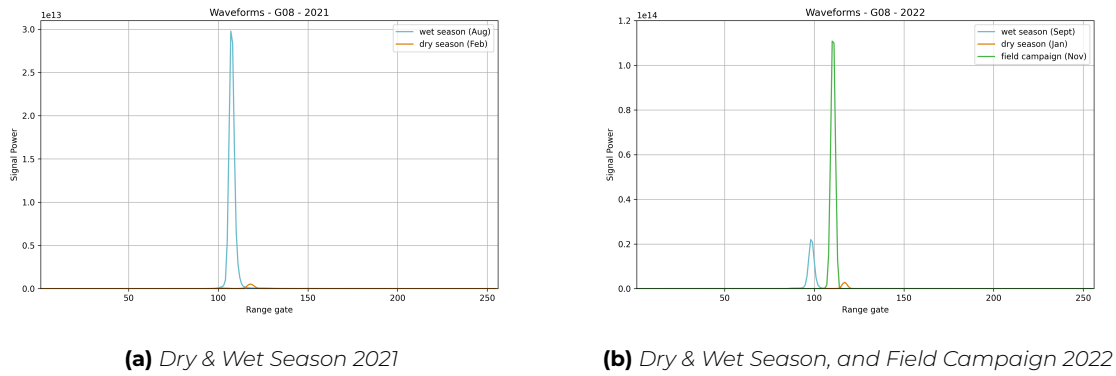 Waveforms - G08 - 2021
1e13
wet season (Aug)
dry season (Feb)
3.0
2.5
2.0
1.5
1.0
0.5
0.0
Signal Power
50
100
150
200
250
Range gate
(a) Dry & Wet Season 2021
Waveforms - G08 - 2022
1e14
wet season (Sept)
dry season (Jan)
field campaign (Nov)
1.2
1.0
0.8
0.6
0.4
0.2
0.0
Signal Power
50
100
150
200
250
Range gate
(b) Dry & Wet Season, and Field Campaign 2022